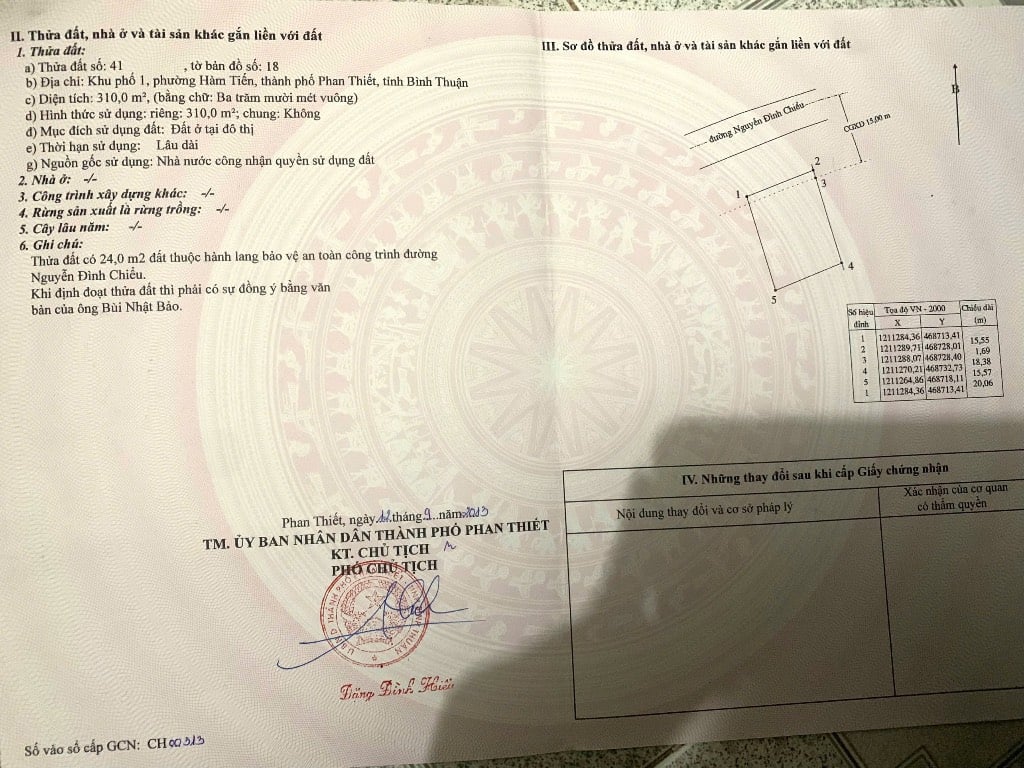 II. Thửa đất, nhà ở và tài sản khác gắn liền với đất
1. Thửa đất:
a) Thửa đất số: 41 , tờ bản đồ số: 18
b) Địa chỉ: Khu phố 1, phường Hàm Tiến, thành phố Phan Thiết, tỉnh Bình Thuận
c) Diện tích: 310,0 m², (bằng chữ: Ba trăm mười mét vuông)
d) Hình thức sử dụng: riêng: 310,0 m²; chung: Không
đ) Mục đích sử dụng đất: Đất ở tại đô thị
e) Thời hạn sử dụng: Lâu dài
g) Nguồn gốc sử dụng: Nhà nước công nhận quyền sử dụng đất
2. Nhà ở: -/-
3. Công trình xây dựng khác: -/-
4. Rừng sản xuất là rừng trồng: -/-
5. Cây lâu năm: -/-
6. Ghi chú:
Thửa đất có 24,0 m2 đất thuộc hành lang bảo vệ an toàn công trình đường
Nguyễn Đình Chiểu.
Khi định đoạt thửa đất thì phải có sự đồng ý bằng văn
bản của ông Bùi Nhật Bảo.
Phan Thiết, ngày 12 tháng 9 năm 2013
TM. ỦY BAN NHÂN DÂN THÀNH PHỐ PHAN THIẾT
KT. CHỦ TỊCH
PHÓ CHỦ TỊCH
Đặng Đình Hiếu
Số vào sổ cấp GCN: CH 00313
III. Sơ đồ thửa đất, nhà ở và tài sản khác gắn liền với đất
B
đường Nguyễn Đình Chiểu
CGXD 15,00 m
1
2
3
4
5
Số hiệu đỉnh Tọa độ VN - 2000 Chiều dài (m)
X Y
1 1211284,36 468713,41
15,55
2 1211289,71 468728,01
1,69
3 1211288,07 468728,40
18,38
4 1211270,21 468732,73
15,57
5 1211264,86 468718,11
20,06
1 1211284,36 468713,41
IV. Những thay đổi sau khi cấp Giấy chứng nhận
Nội dung thay đổi và cơ sở pháp lý
Xác nhận của cơ quan
có thẩm quyền